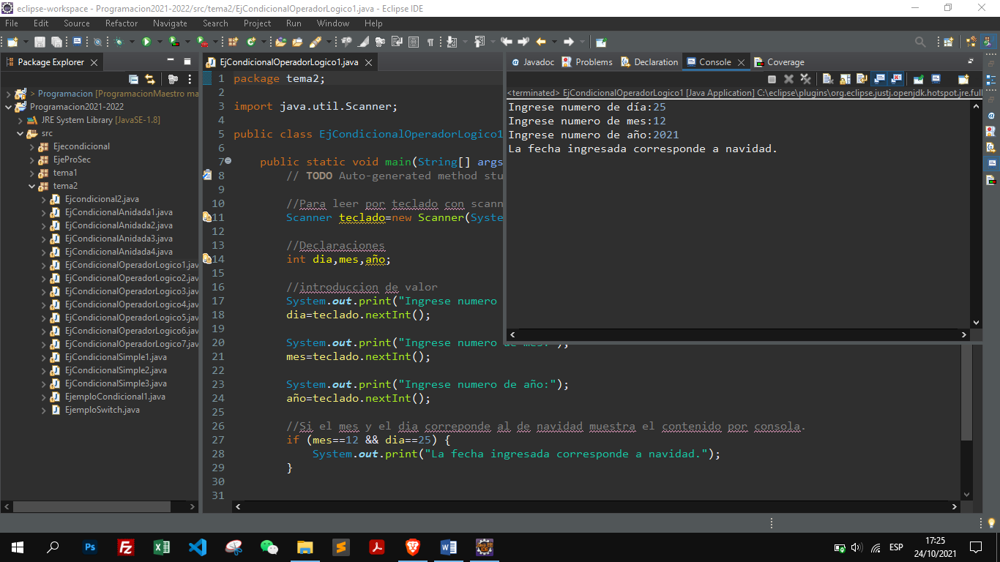 eclipse-workspace - Programacion2021-2022/src/tema2/EjCondicionalOperadorLogico1.java - Eclipse IDE
File Edit Source Refactor Navigate Search Project Run Window Help
Package Explorer
> Programacion [ProgramacionMaestro ma
Programacion2021-2022
JRE System Library [JavaSE-1.8]
src
Ejecondicional
EjeProSec
tema1
tema2
Ejcondicional2.java
EjCondicionalAnidada1.java
EjCondicionalAnidada2.java
EjCondicionalAnidada3.java
EjCondicionalAnidada4.java
EjCondicionalOperadorLogico1.jav
EjCondicionalOperadorLogico2.jav
EjCondicionalOperadorLogico3.jav
EjCondicionalOperadorLogico4.jav
EjCondicionalOperadorLogico5.jav
EjCondicionalOperadorLogico6.jav
EjCondicionalOperadorLogico7.jav
EjCondicionalSimple1.java
EjCondicionalSimple2.java
EjCondicionalSimple3.java
EjemploCondicional1.java
EjemploSwitch.java
EjCondicionalOperadorLogico1.java
1 package tema2;
2
3 import java.util.Scanner;
4
5 public class EjCondicionalOperadorLogico1
6
7 public static void main(String[] args
8 // TODO Auto-generated method stu
9
10 //Para leer por teclado con scann
11 Scanner teclado=new Scanner(Syste
12
13 //Declaraciones
14 int dia,mes,año;
15
16 //introduccion de valor
17 System.out.print("Ingrese numero
18 dia=teclado.nextInt();
19
20 System.out.print("Ingrese numero de mes:");
21 mes=teclado.nextInt();
22
23 System.out.print("Ingrese numero de año:");
24 año=teclado.nextInt();
25
26 //Si el mes y el dia correponde al de navidad muestra el contenido por consola.
27 if (mes==12 && dia==25) {
28 System.out.print("La fecha ingresada corresponde a navidad.");
29 }
30
31
Javadoc Problems Declaration Console Coverage
<terminated> EjCondicionalOperadorLogico1 [Java Application] C:\eclipse\plugins\org.eclipse.justj.openjdk.hotspot.jre.full
Ingrese numero de día:25
Ingrese numero de mes:12
Ingrese numero de año:2021
La fecha ingresada corresponde a navidad.
Ps
ESP
17:25
24/10/2021